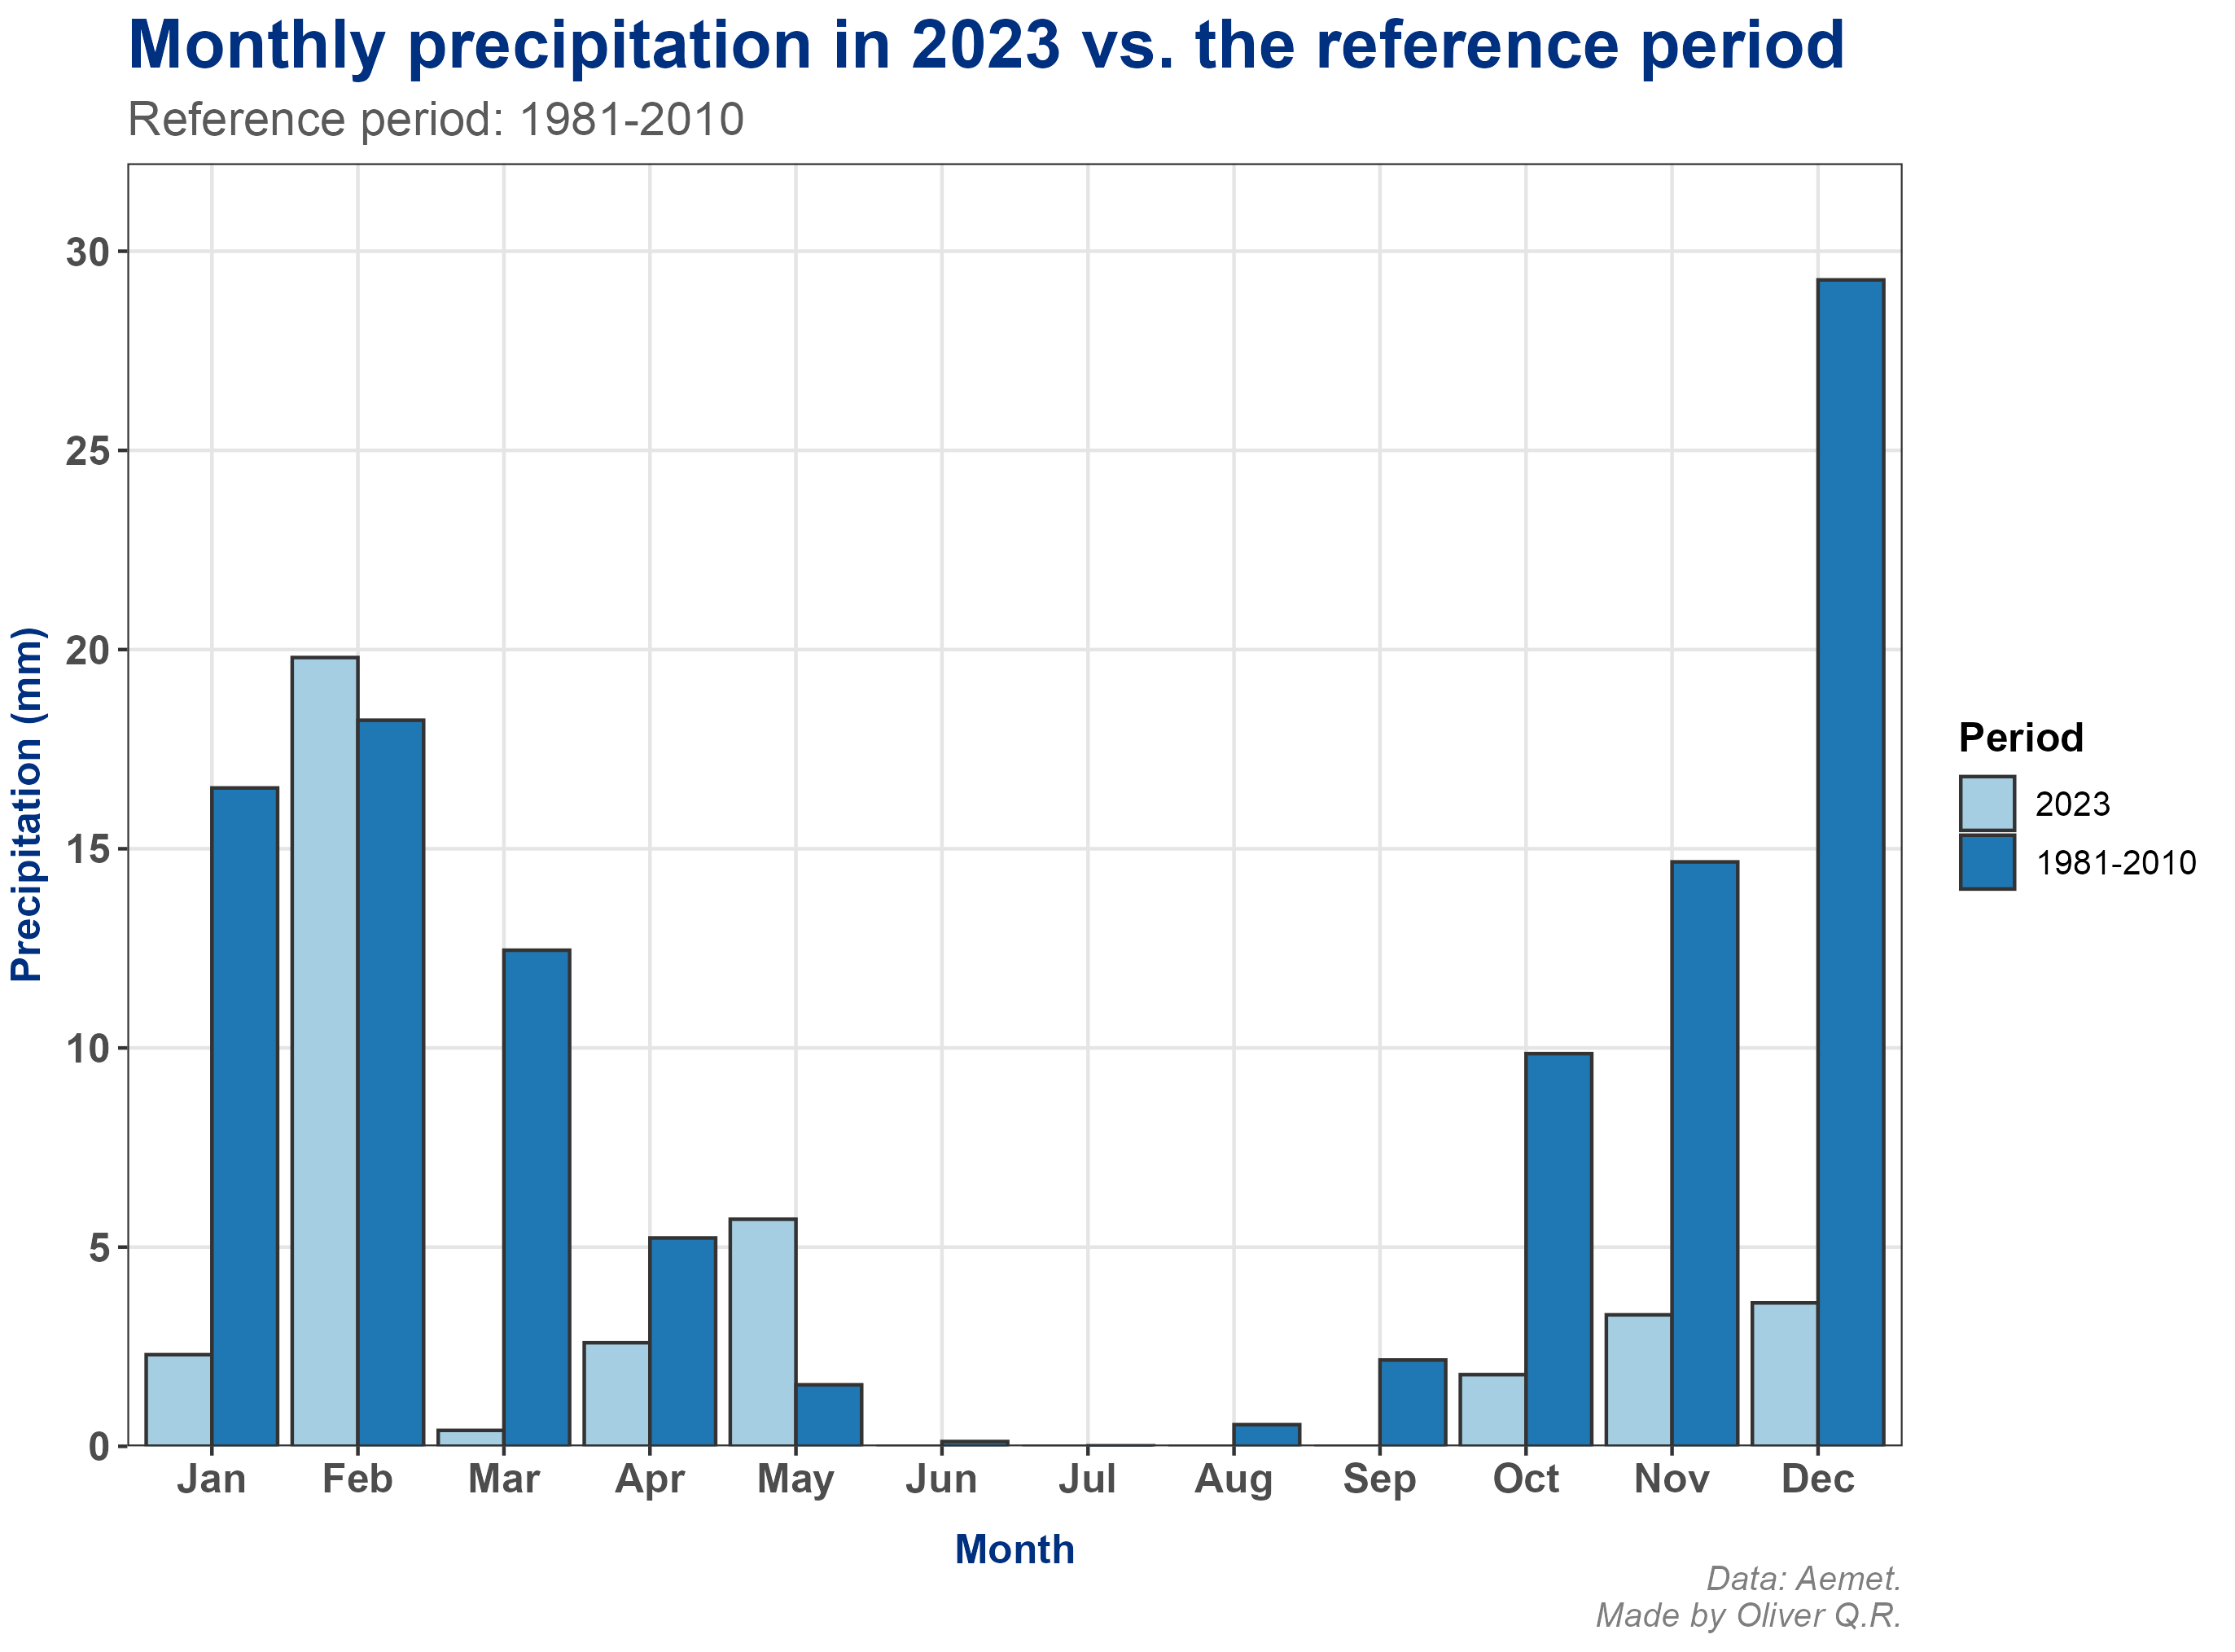 Monthly precipitation in 2023 vs. the reference period
Reference period: 1981-2010
30
25
20
15
10
5
0
Precipitation (mm)
Jan Feb Mar Apr May Jun Jul Aug Sep Oct Nov Dec
Month
Period
2023
1981-2010
Data: Aemet.
Made by Oliver Q.R.